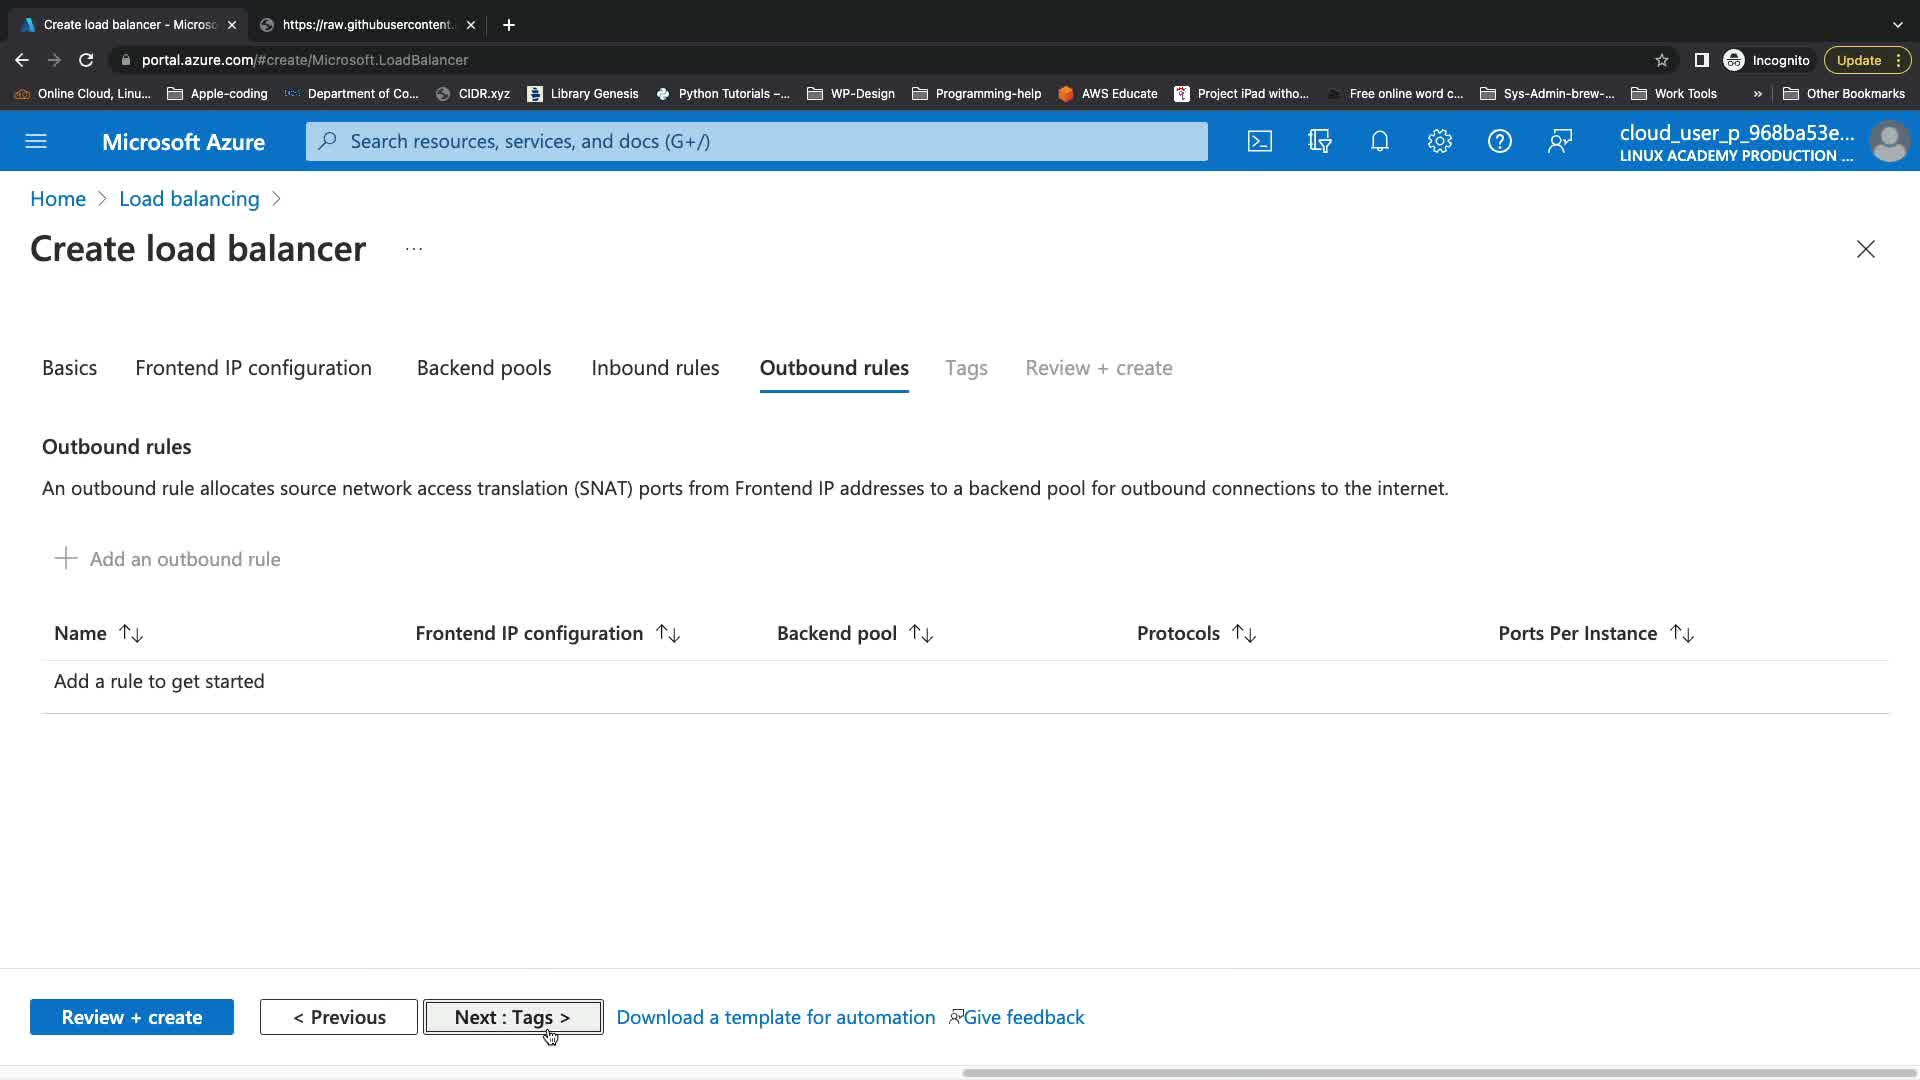 Create load balancer - Microso
https://raw.githubusercontent.
portal.azure.com/#create/Microsoft.LoadBalancer
Incognito
Update
Online Cloud, Linu...
Apple-coding
Department of Co...
CIDR.xyz
Library Genesis
Python Tutorials –...
WP-Design
Programming-help
AWS Educate
Project iPad witho...
Free online word c...
Sys-Admin-brew-...
Work Tools
»
Other Bookmarks
Microsoft Azure
Search resources, services, and docs (G+/)
cloud_user_p_968ba53e...
LINUX ACADEMY PRODUCTION ...
Home > Load balancing >
Create load balancer ...
Basics
Frontend IP configuration
Backend pools
Inbound rules
Outbound rules
Tags
Review + create
Outbound rules
An outbound rule allocates source network access translation (SNAT) ports from Frontend IP addresses to a backend pool for outbound connections to the internet.
Add an outbound rule
Name
Frontend IP configuration
Backend pool
Protocols
Ports Per Instance
Add a rule to get started
Review + create
< Previous
Next : Tags >
Download a template for automation
Give feedback